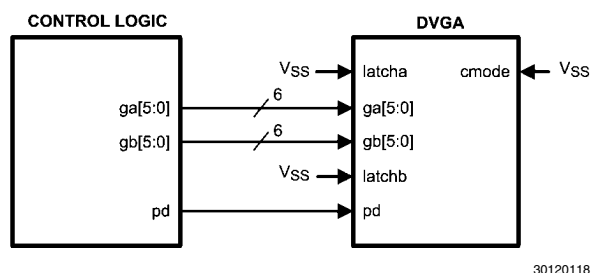 CONTROL LOGIC
DVGA
VSS
latcha
cmode
VSS
ga[5:0]
6
ga[5:0]
gb[5:0]
6
gb[5:0]
VSS
latchb
pd
pd
30120118